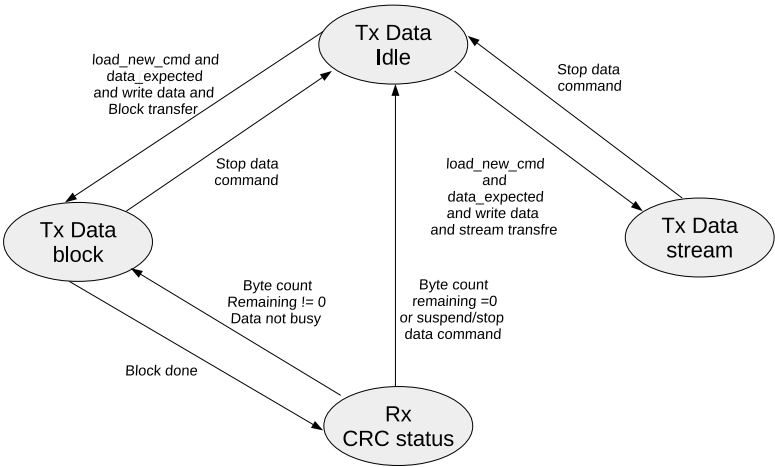 Tx Data
Idle
load_new_cmd and
data_expected
and write data and
Block transfer
Stop data
command
Stop data
command
load_new_cmd
and
data_expected
and write data
and stream transfre
Tx Data
block
Tx Data
stream
Byte count
Remaining != 0
Data not busy
Byte count
remaining =0
or suspend/stop
data command
Block done
Rx
CRC status